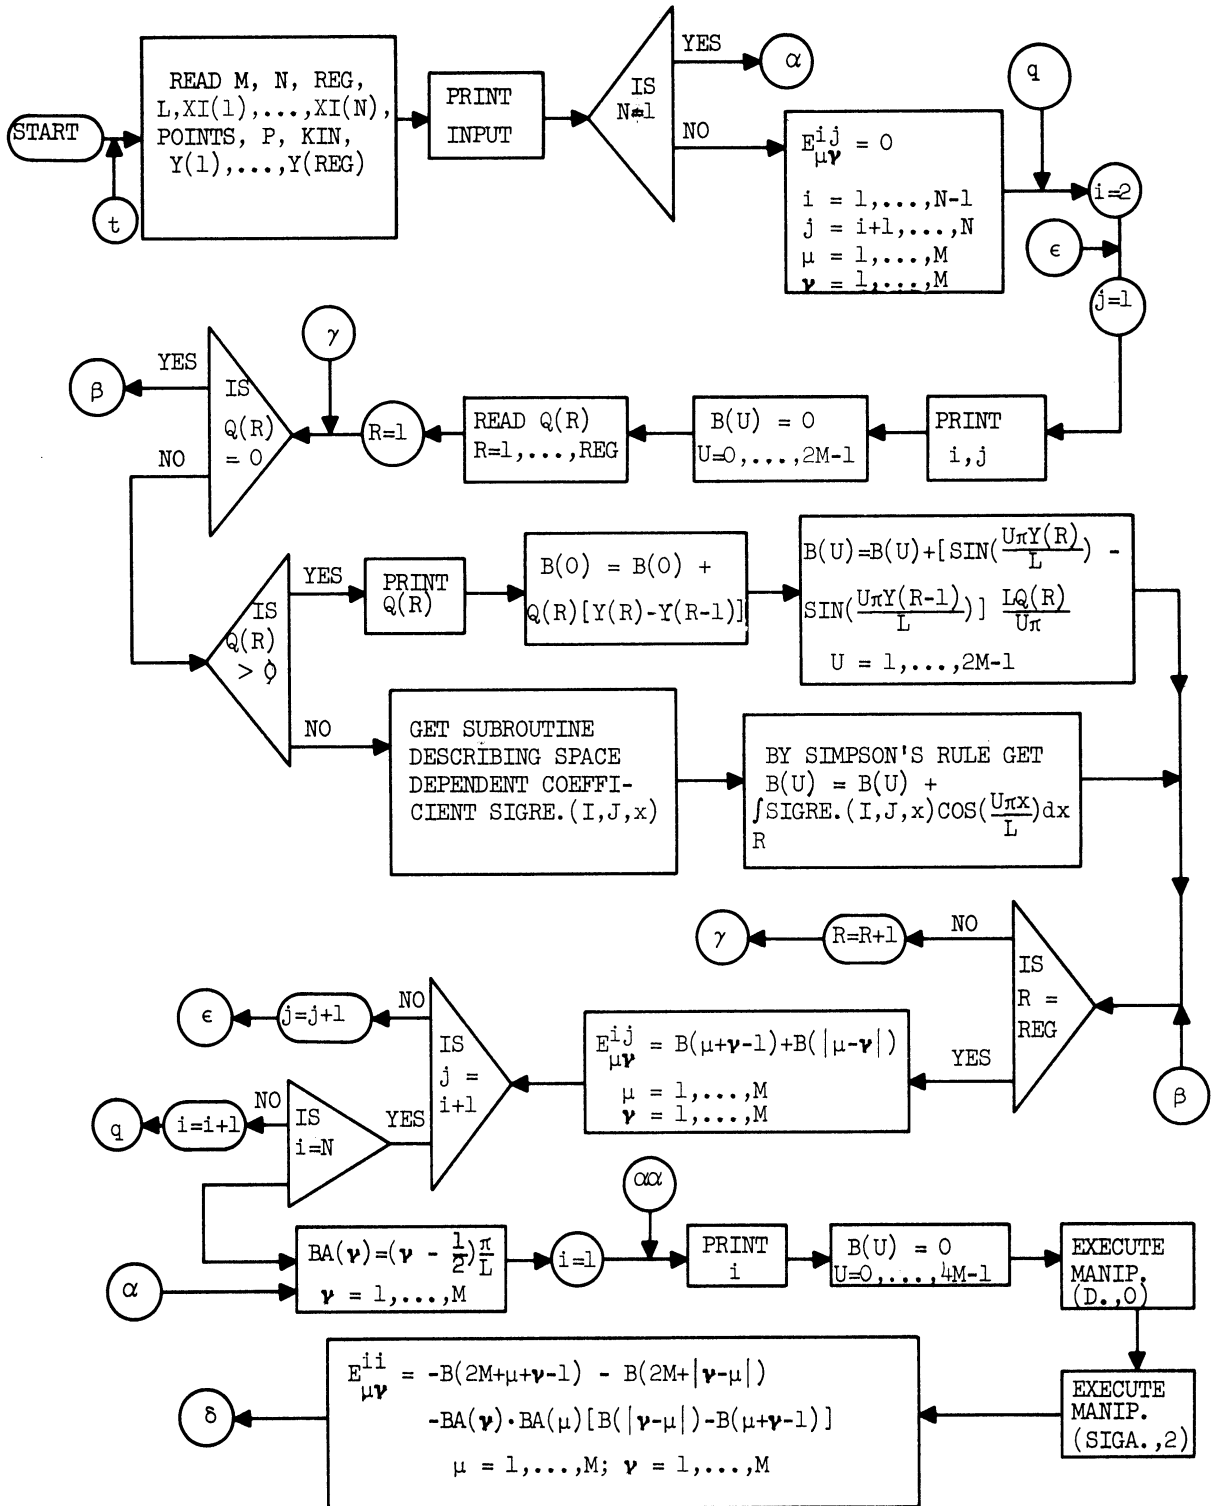 START
t
READ M, N, REG,
L,XI(1),...,XI(N),
POINTS, P, KIN,
Y(1),...,Y(REG)
PRINT
INPUT
IS
N=1
YES
α
NO
E^{ij}_{μν} = 0
i = 1,...,N-1
j = i+1,...,N
μ = 1,...,M
ν = 1,...,M
q
i=2
ϵ
j=1
PRINT
i,j
B(U) = 0
U=0,...,2M-1
READ Q(R)
R=1,...,REG
R=1
γ
IS
Q(R)
= 0
YES
β
NO
IS
Q(R)
> 0
YES
PRINT
Q(R)
B(0) = B(0) +
Q(R)[Y(R)-Y(R-1)]
B(U)=B(U)+[SIN(UπY(R)/L) -
SIN(UπY(R-1)/L)] LQ(R)/Uπ
U = 1,...,2M-1
NO
GET SUBROUTINE
DESCRIBING SPACE
DEPENDENT COEFFI-
CIENT SIGRE.(I,J,x)
BY SIMPSON'S RULE GET
B(U) = B(U) +
∫SIGRE.(I,J,x)COS(Uπx/L)dx
R
β
IS
R =
REG
NO
R=R+1
γ
YES
E^{ij}_{μν} = B(μ+ν-1)+B(|μ-ν|)
μ = 1,...,M
ν = 1,...,M
IS
j =
i+1
NO
j=j+1
ϵ
YES
IS
i=N
NO
i=i+1
q
α
BA(ν)=(ν - 1/2)π/L
ν = 1,...,M
i=1
αα
PRINT
i
B(U) = 0
U=0,...,4M-1
EXECUTE
MANIP.
(D.,0)
EXECUTE
MANIP.
(SIGA.,2)
E^{ii}_{μν} = -B(2M+μ+ν-1) - B(2M+|ν-μ|)
-BA(ν)·BA(μ)[B(|ν-μ|)-B(μ+ν-1)]
μ = 1,...,M; ν = 1,...,M
δ